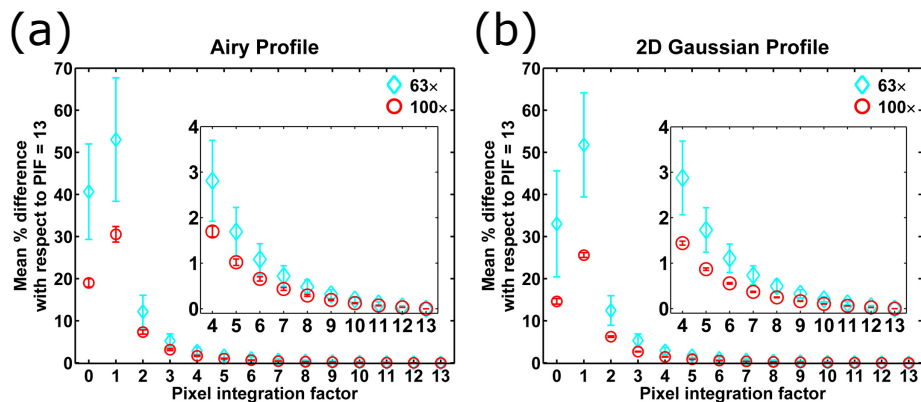 (a)
Airy Profile
Mean % difference
with respect to PIF = 13
70
60
50
40
30
20
10
0
0 1 2 3 4 5 6 7 8 9 10 11 12 13
Pixel integration factor
63×
100×
4
3
2
1
0
4 5 6 7 8 9 10 11 12 13
(b)
2D Gaussian Profile
Mean % difference
with respect to PIF = 13
70
60
50
40
30
20
10
0
0 1 2 3 4 5 6 7 8 9 10 11 12 13
Pixel integration factor
63×
100×
4
3
2
1
0
4 5 6 7 8 9 10 11 12 13